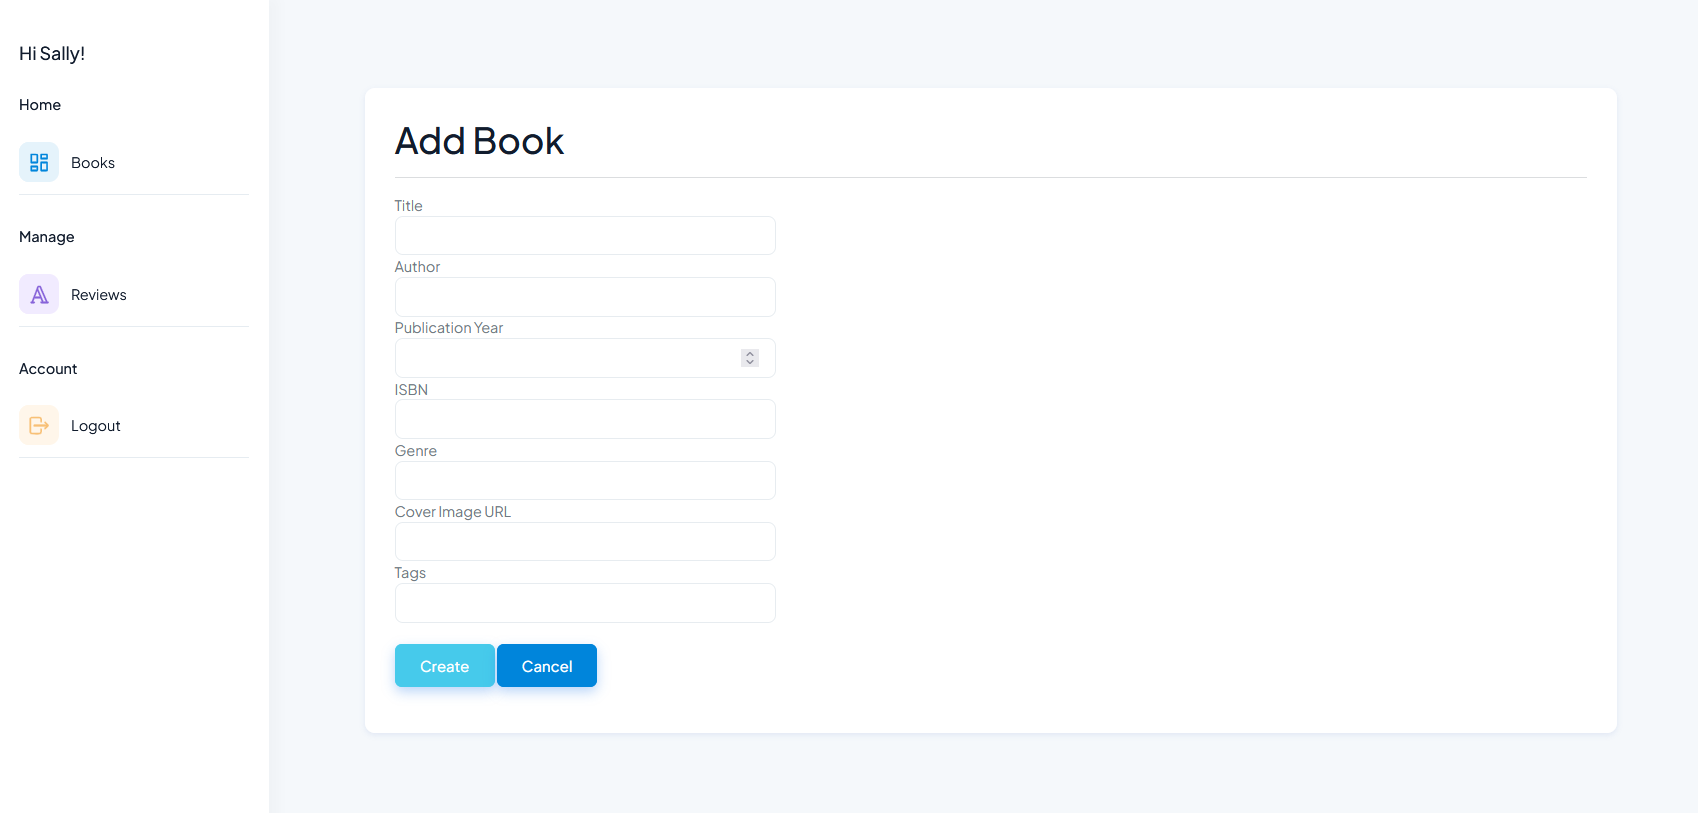 Hi Sally!
Home
Books
Manage
Reviews
Account
Logout
Add Book
Title
Author
Publication Year
ISBN
Genre
Cover Image URL
Tags
Create
Cancel